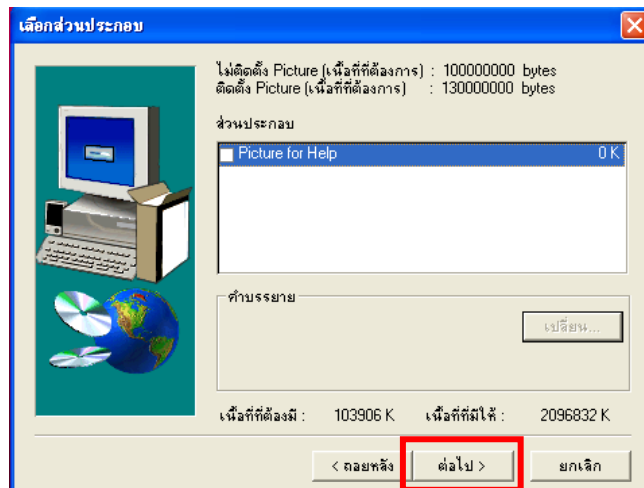 เลือกส่วนประกอบ
ไม่ติดตั้ง Picture (เนื้อที่ที่ต้องการ) : 100000000 bytes
ติดตั้ง Picture (เนื้อที่ที่ต้องการ) : 130000000 bytes
ส่วนประกอบ
Picture for Help 0 K
คำบรรยาย
เปลี่ยน...
เนื้อที่ที่ต้องมี : 103906 K เนื้อที่ที่มีให้ : 2096832 K
< ถอยหลัง ต่อไป > ยกเลิก